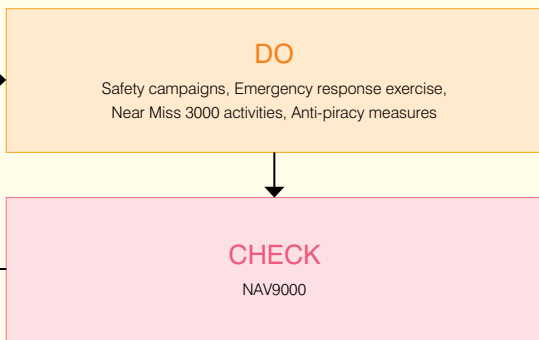 DO
Safety campaigns, Emergency response exercise,
Near Miss 3000 activities, Anti-piracy measures
CHECK
NAV9000